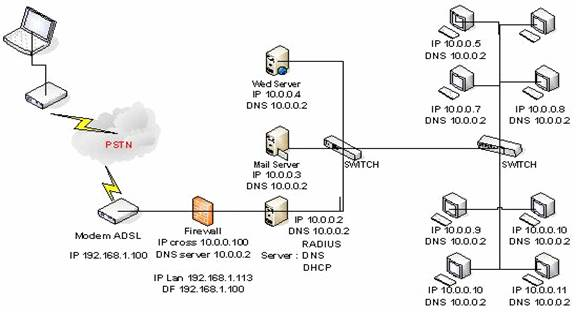 PSTN
Modem ADSL
IP 192.168.1.100
Firewall
IP cross 10.0.0.100
DNS server 10.0.0.2
IP Lan 192.168.1.113
DF 192.168.1.100
Wed Server
IP 10.0.0.4
DNS 10.0.0.2
Mail Server
IP 10.0.0.3
DNS 10.0.0.2
IP 10.0.0.2
DNS 10.0.0.2
RADIUS
Server : DNS
DHCP
SWITCH
SWITCH
IP 10.0.0.5
DNS 10.0.0.2
IP 10.0.0.7
DNS 10.0.0.2
IP 10.0.0.8
DNS 10.0.0.2
IP 10.0.0.9
DNS 10.0.0.2
IP 10.0.0.10
DNS 10.0.0.2
IP 10.0.0.10
DNS 10.0.0.2
IP 10.0.0.11
DNS 10.0.0.2